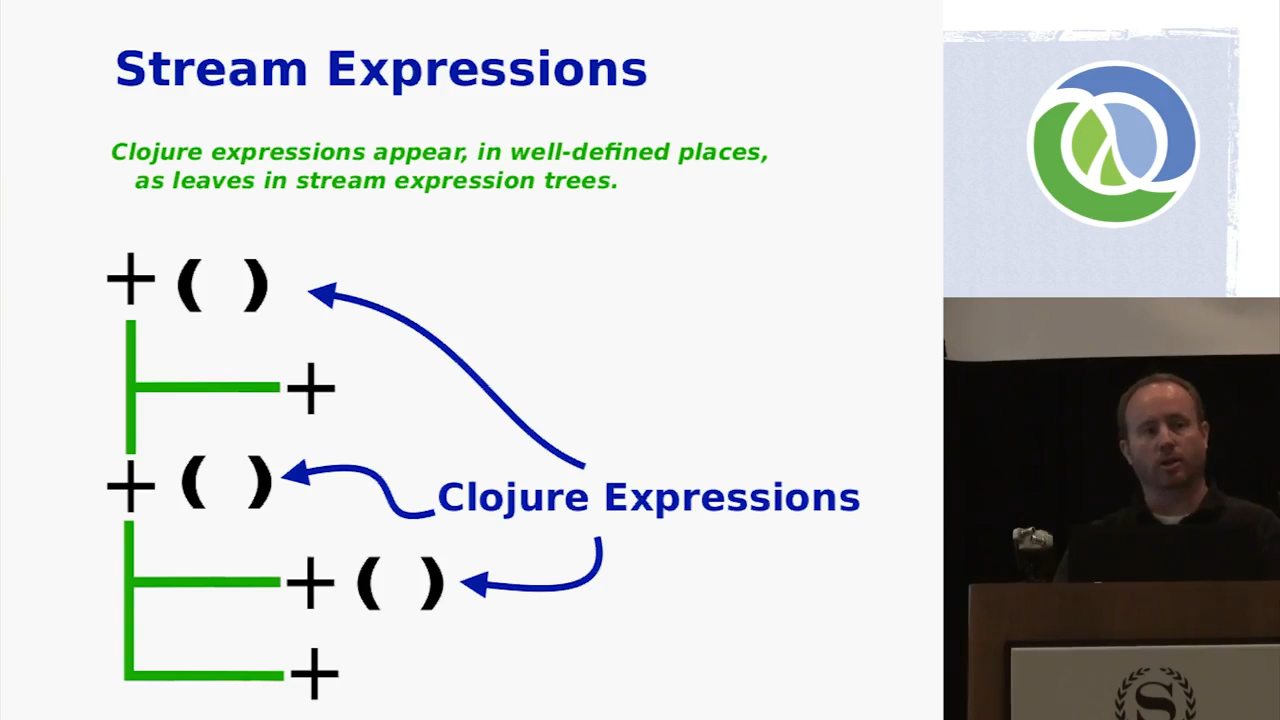 Stream Expressions
Clojure expressions appear, in well-defined places,
as leaves in stream expression trees.
+ ( )
+
+ ( )
Clojure Expressions
+ ( )
+
S